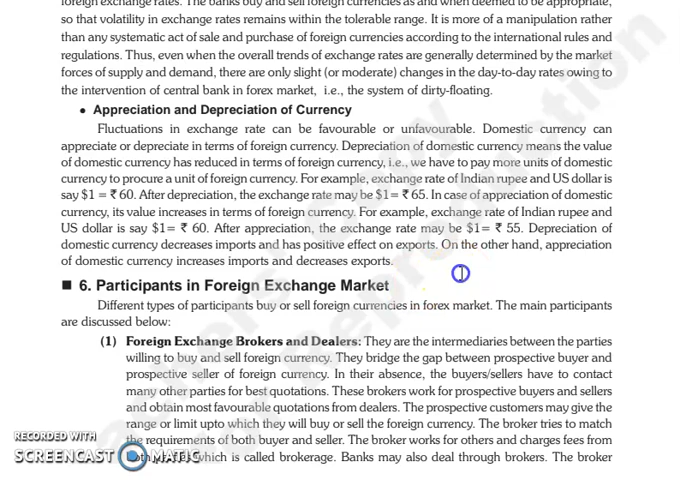 foreign exchange rates. The banks buy and sell foreign currencies as and when deemed to be appropriate,
so that volatility in exchange rates remains within the tolerable range. It is more of a manipulation rather
than any systematic act of sale and purchase of foreign currencies according to the international rules and
regulations. Thus, even when the overall trends of exchange rates are generally determined by the market
forces of supply and demand, there are only slight (or moderate) changes in the day-to-day rates owing to
the intervention of central bank in forex market, i.e., the system of dirty-floating.
• Appreciation and Depreciation of Currency
Fluctuations in exchange rate can be favourable or unfavourable. Domestic currency can
appreciate or depreciate in terms of foreign currency. Depreciation of domestic currency means the value
of domestic currency has reduced in terms of foreign currency, i.e., we have to pay more units of domestic
currency to procure a unit of foreign currency. For example, exchange rate of Indian rupee and US dollar is
say $1 = ₹ 60. After depreciation, the exchange rate may be $1= ₹ 65. In case of appreciation of domestic
currency, its value increases in terms of foreign currency. For example, exchange rate of Indian rupee and
US dollar is say $1= ₹ 60. After appreciation, the exchange rate may be $1= ₹ 55. Depreciation of
domestic currency decreases imports and has positive effect on exports. On the other hand, appreciation
of domestic currency increases imports and decreases exports.
■ 6. Participants in Foreign Exchange Market
Different types of participants buy or sell foreign currencies in forex market. The main participants
are discussed below:
(1) Foreign Exchange Brokers and Dealers: They are the intermediaries between the parties
willing to buy and sell foreign currency. They bridge the gap between prospective buyer and
prospective seller of foreign currency. In their absence, the buyers/sellers have to contact
many other parties for best quotations. These brokers work for prospective buyers and sellers
and obtain most favourable quotations from dealers. The prospective customers may give the
range or limit upto which they will buy or sell the foreign currency. The broker tries to match
the requirements of both buyer and seller. The broker works for others and charges fees from
which is called brokerage. Banks may also deal through brokers. The broker
RECORDED WITH
SCREENCAST MATIC